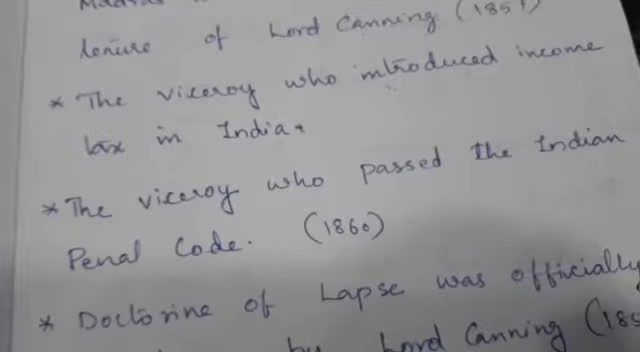 tenure of Lord Canning (1857)
* The viceroy who introduced income
tax in India.
* The viceroy who passed the Indian
Penal Code. (1860)
* Doctorine of Lapse was officially
by Lord Canning (185